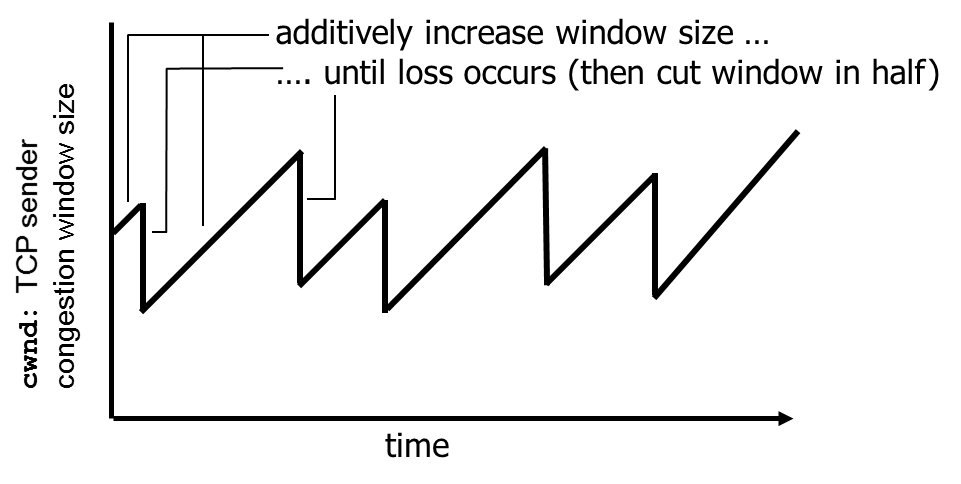 additively increase window size …
…. until loss occurs (then cut window in half)
cwnd: TCP sender
congestion window size
time